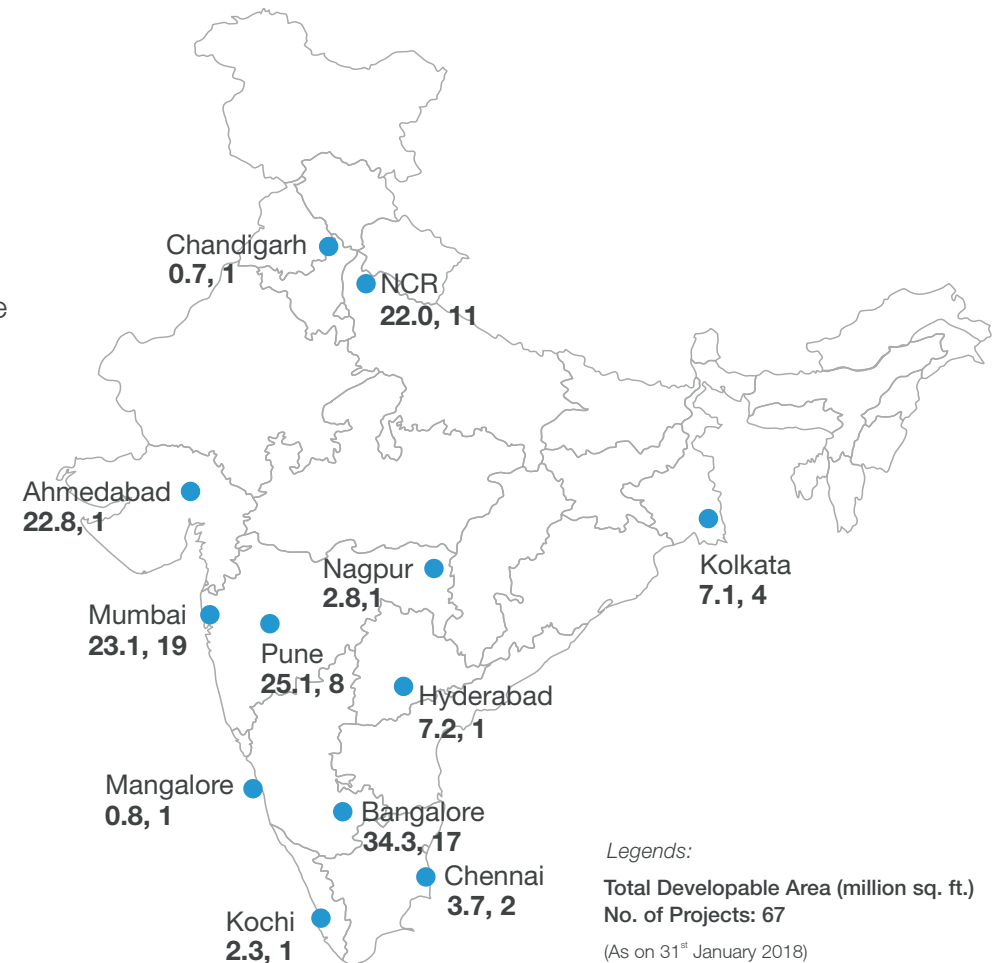 Chandigarh
0.7, 1
e
NCR
22.0, 11
Ahmedabad
22.8, 1
Kolkata
7.1, 4
Nagpur
2.8,1
Mumbai
23.1, 19
Pune
25.1, 8
Hyderabad
7.2, 1
Mangalore
0.8, 1
Bangalore
34.3, 17
Chennai
3.7, 2
Kochi
2.3, 1
Legends:
Total Developable Area (million sq. ft.)
No. of Projects: 67
(As on 31st January 2018)